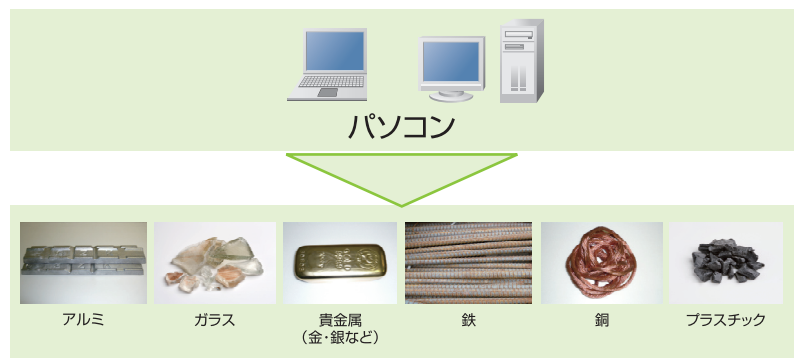 パソコン
アルミ
ガラス
貴金属
（金・銀など）
鉄
銅
プラスチック